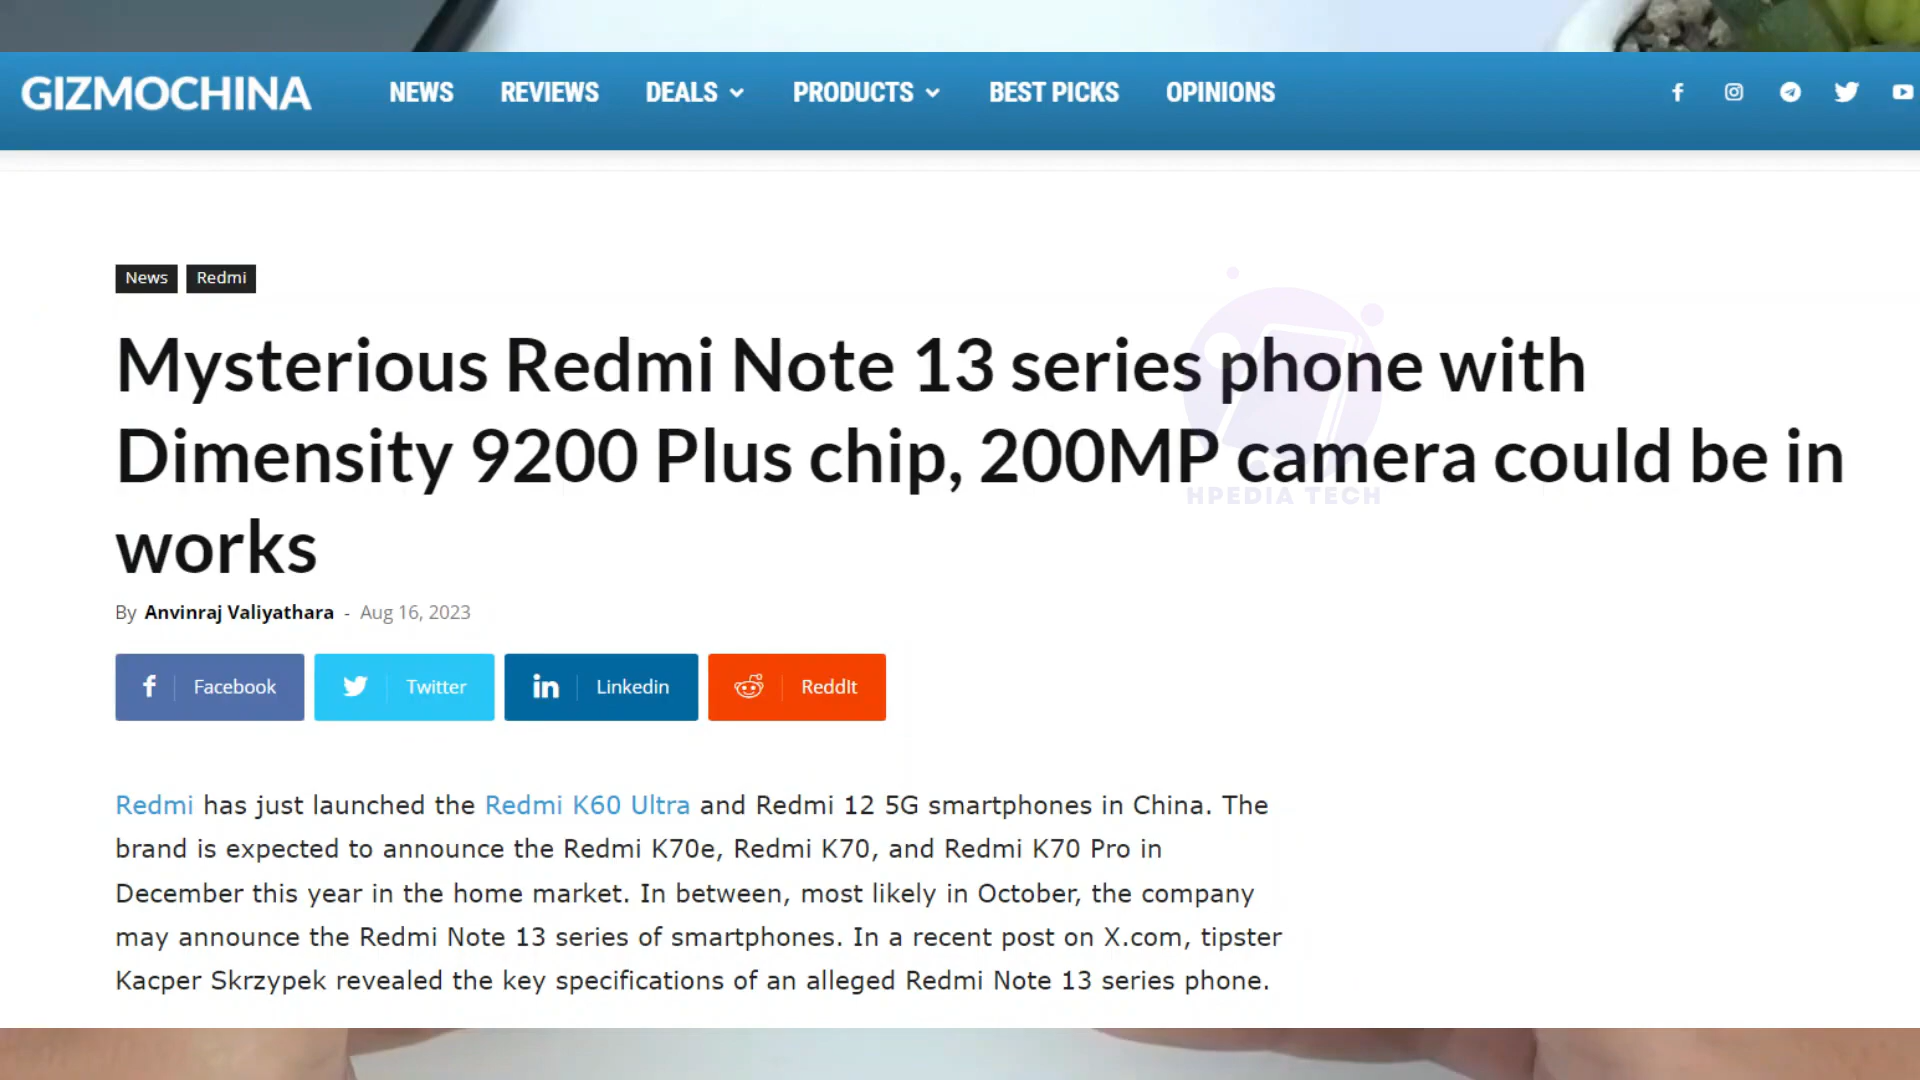 GIZMOCHINA NEWS REVIEWS DEALS PRODUCTS BEST PICKS OPINIONS
News Redmi
Mysterious Redmi Note 13 series phone with
Dimensity 9200 Plus chip, 200MP camera could be in
HPEDIA TECH
works
By Anvinraj Valiyathara - Aug 16, 2023
Facebook Twitter Linkedin ReddIt
Redmi has just launched the Redmi K60 Ultra and Redmi 12 5G smartphones in China. The
brand is expected to announce the Redmi K70e, Redmi K70, and Redmi K70 Pro in
December this year in the home market. In between, most likely in October, the company
may announce the Redmi Note 13 series of smartphones. In a recent post on X.com, tipster
Kacper Skrzypek revealed the key specifications of an alleged Redmi Note 13 series phone.